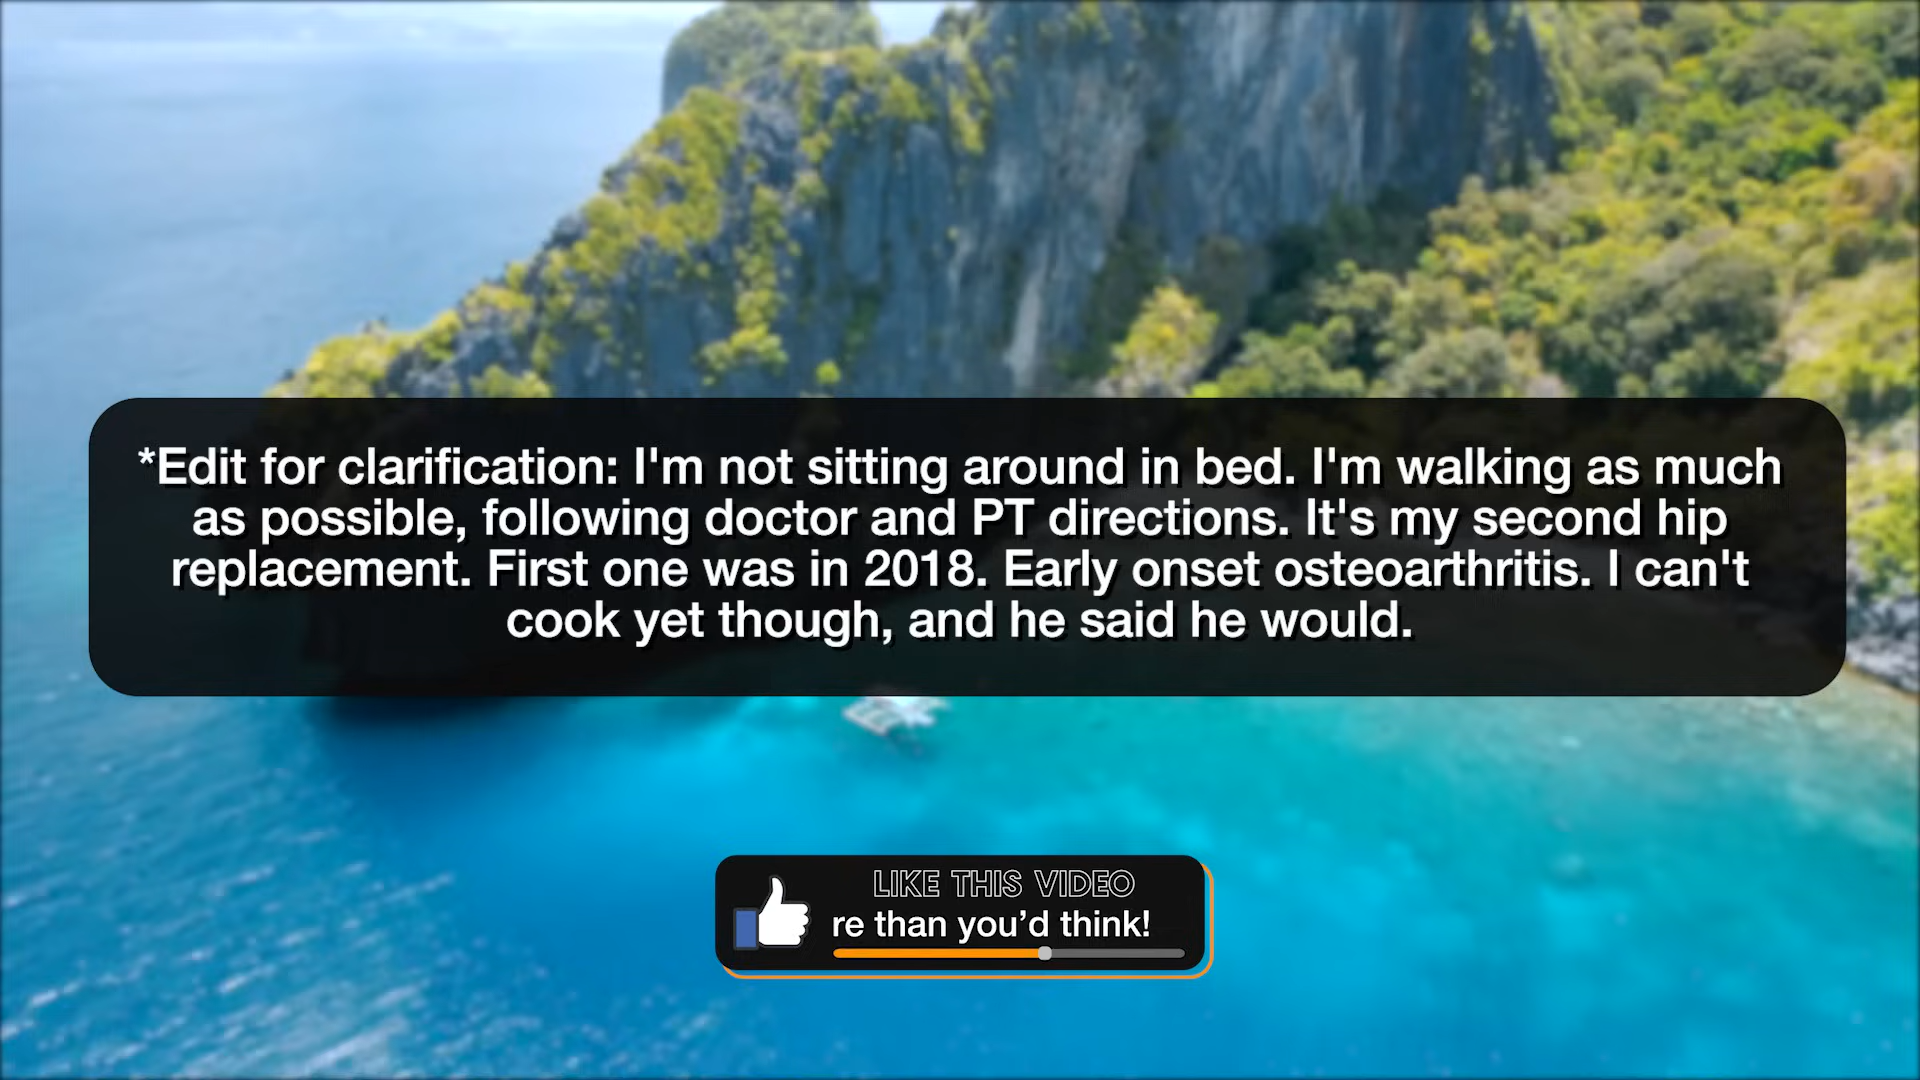 *Edit for clarification: I'm not sitting around in bed. I'm walking as much
as possible, following doctor and PT directions. It's my second hip
replacement. First one was in 2018. Early onset osteoarthritis. I can't
cook yet though, and he said he would.
LIKE THIS VIDEO
re than you’d think!